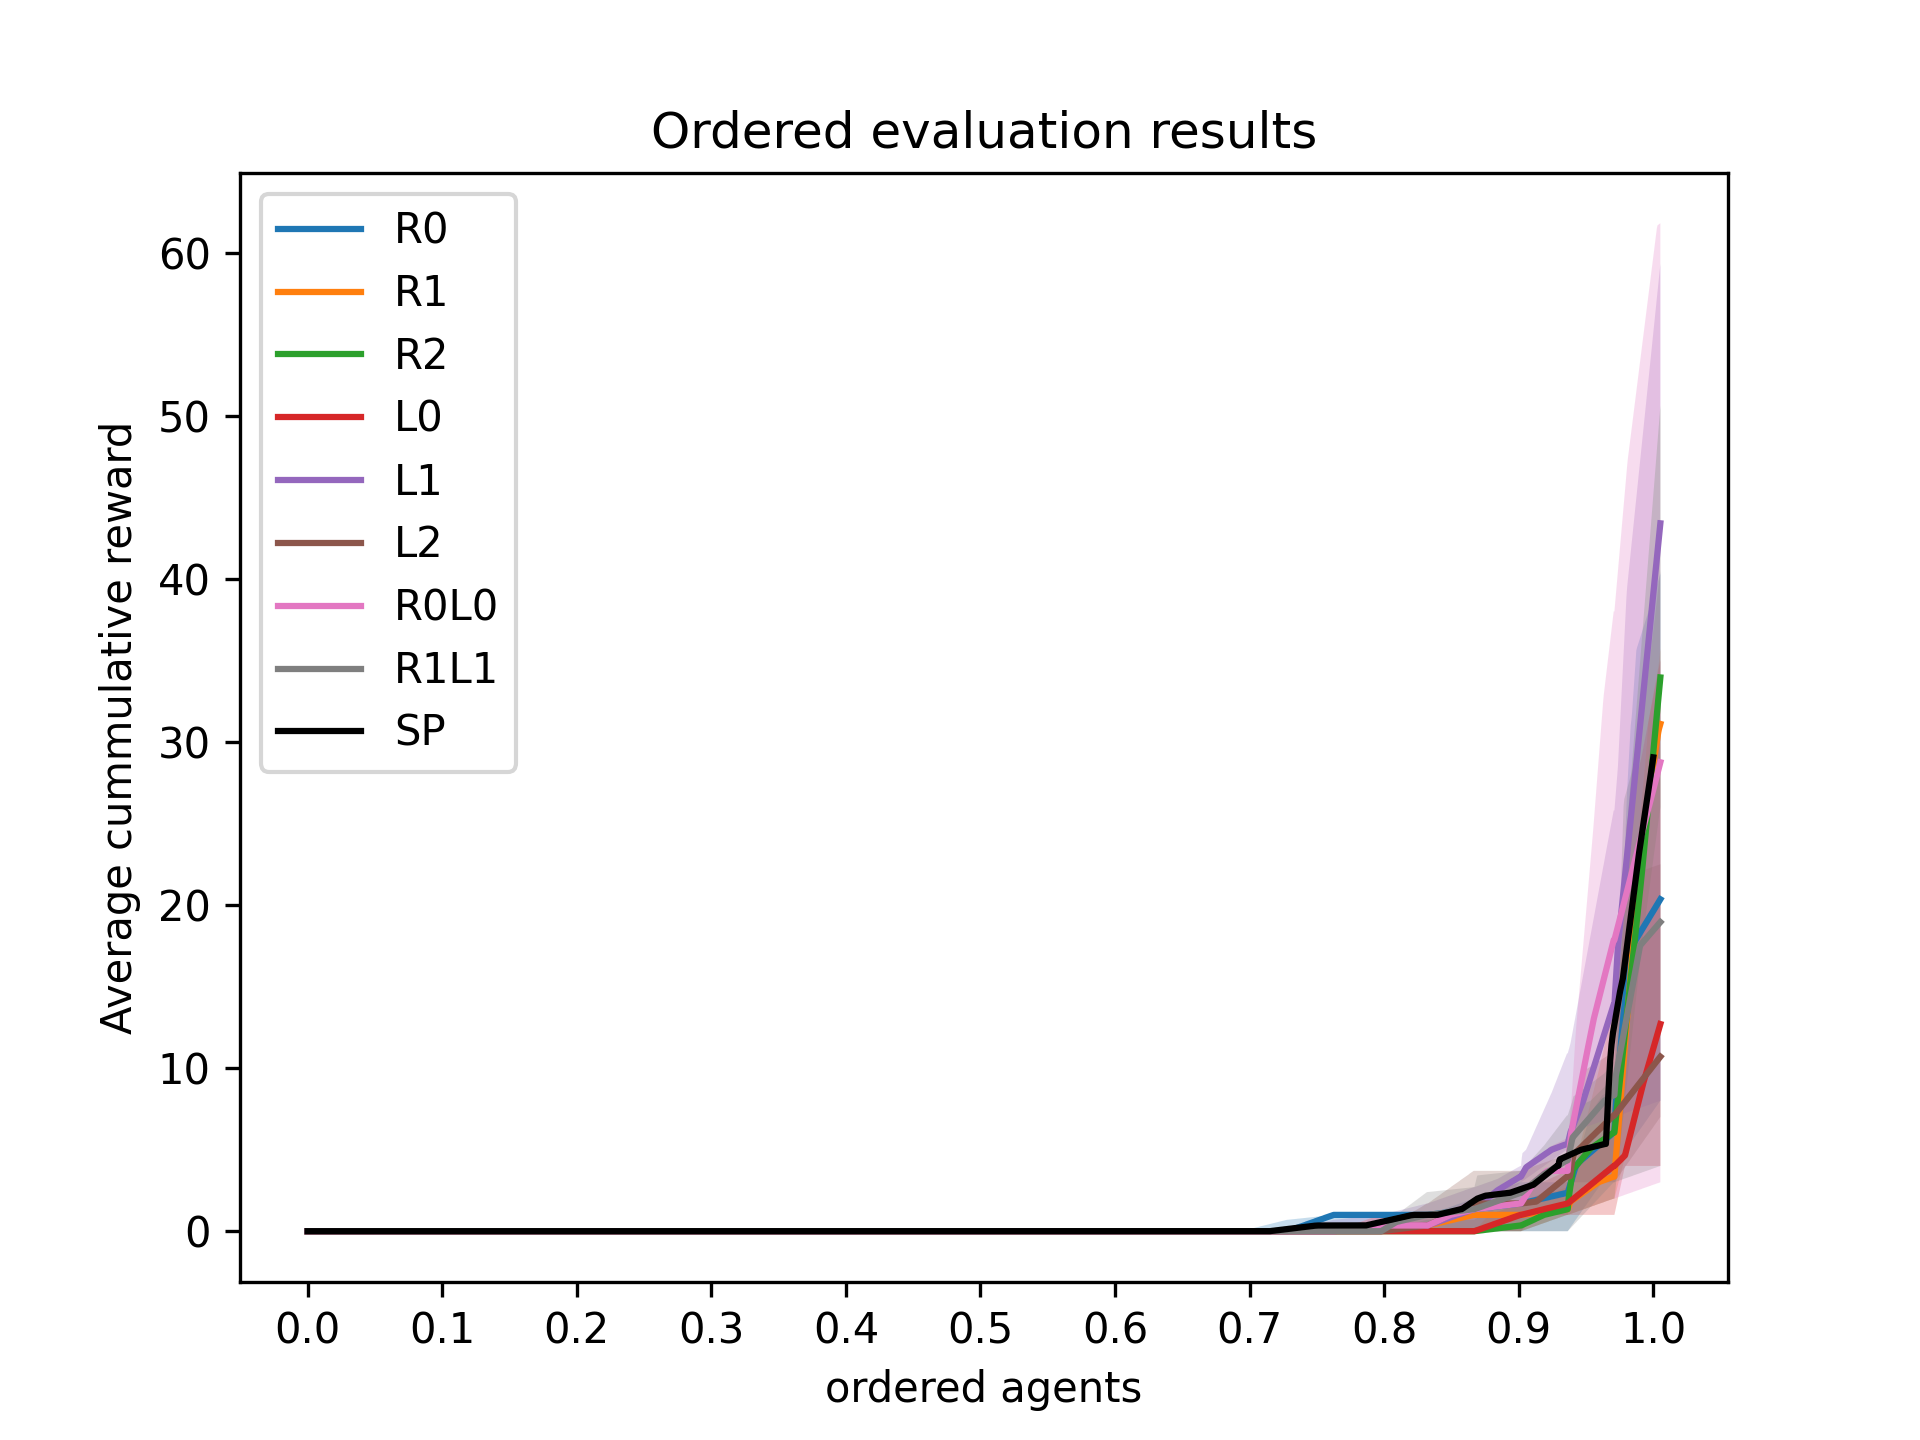 Ordered evaluation results
R0
R1
R2
L0
L1
L2
R0L0
R1L1
SP
Average cummulative reward
60
50
40
30
20
10
0
0.0 0.1 0.2 0.3 0.4 0.5 0.6 0.7 0.8 0.9 1.0
ordered agents